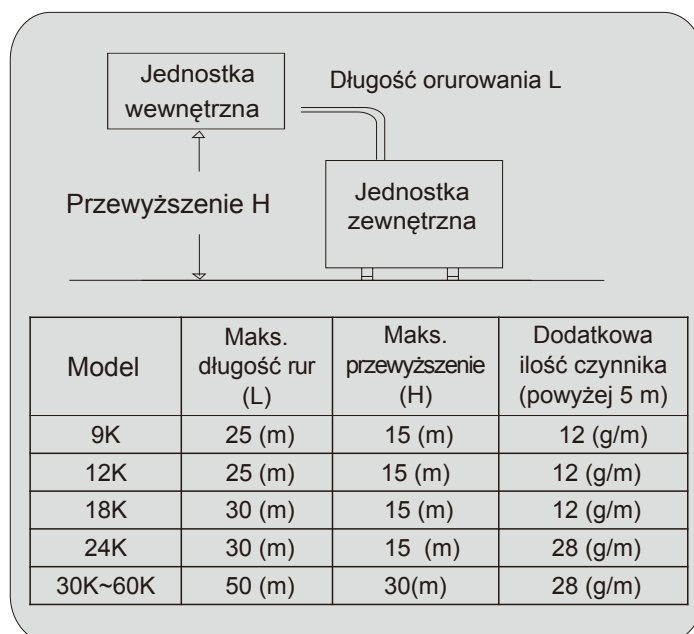 Jednostka
wewnętrzna
Długość orurowania L
Przewyższenie H
Jednostka
zewnętrzna
Model
Maks.
długość rur
(L)
Maks.
przewyższenie
(H)
Dodatkowa
ilość czynnika
(powyżej 5 m)
9K 25 (m) 15 (m) 12 (g/m)
12K 25 (m) 15 (m) 12 (g/m)
18K 30 (m) 15 (m) 12 (g/m)
24K 30 (m) 15 (m) 28 (g/m)
30K~60K 50 (m) 30(m) 28 (g/m)